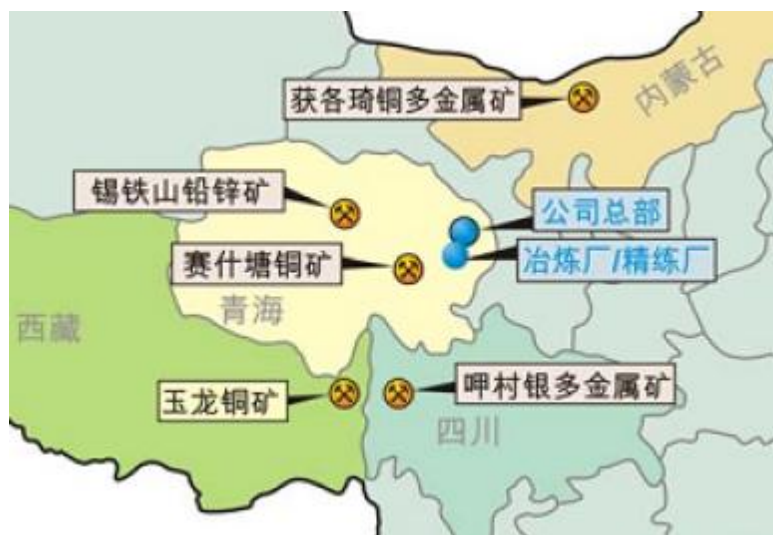 获各琦铜多金属矿
内蒙古
锡铁山铅锌矿
公司总部
赛什塘铜矿
冶炼厂/精练厂
青海
西藏
玉龙铜矿
呷村银多金属矿
四川